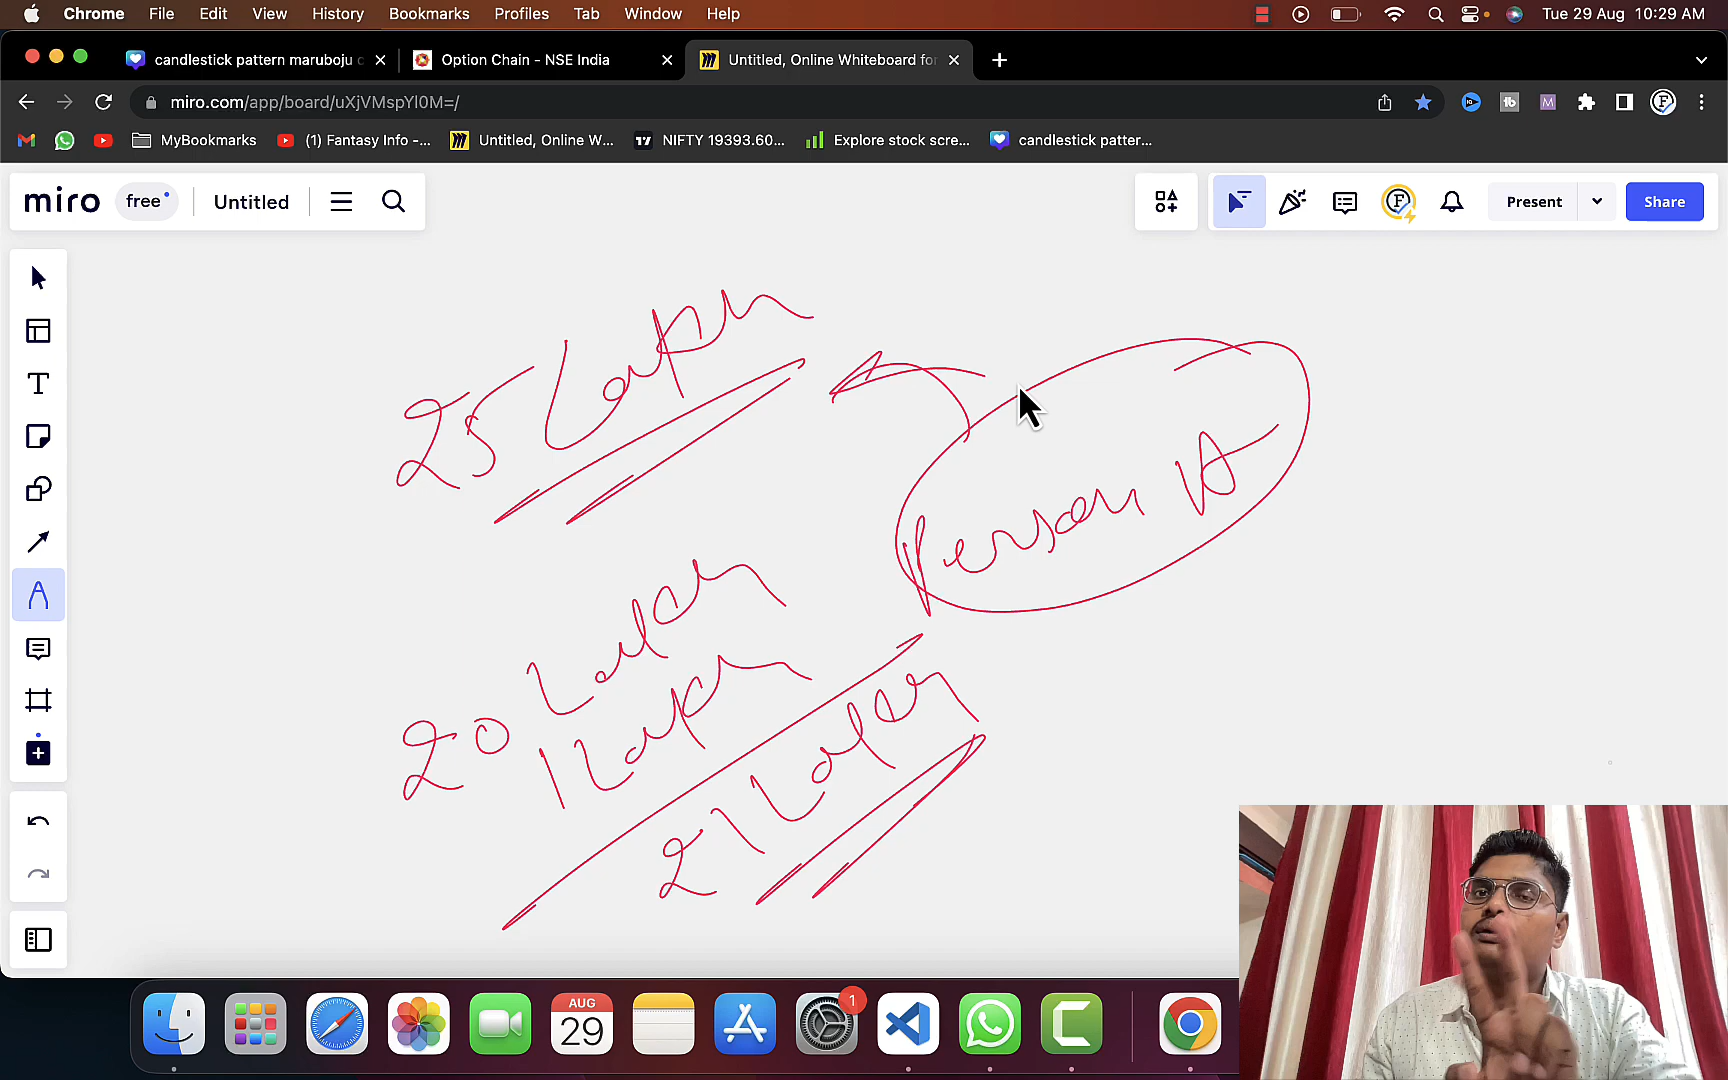 Chrome File Edit View History Bookmarks Profiles Tab Window Help Tue 29 Aug 10:29 AM
candlestick pattern maruboju c Option Chain - NSE India Untitled, Online Whiteboard for
miro.com/app/board/uXjVMspYl0M=/
MyBookmarks (1) Fantasy Info -... Untitled, Online W... NIFTY 19393.60... Explore stock scre... candlestick patter...
miro free Untitled Present Share
25 Lakh
Person A
20 Lakh
1 Lakh
21 Lakh
AUG
29
1